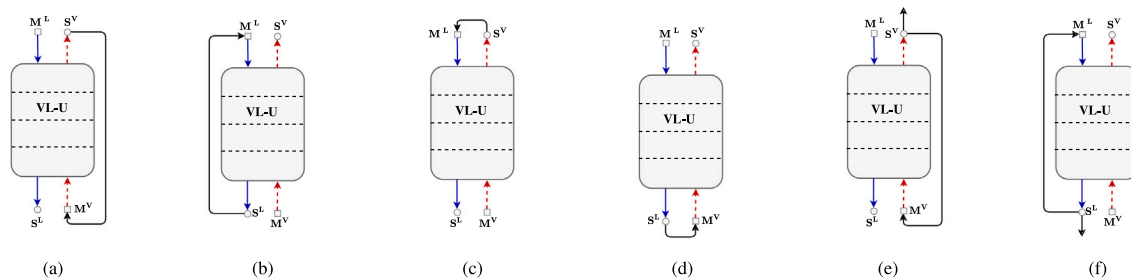 M^L S^V
VL-U
S^L M^V
(a)
M^L S^V
VL-U
S^L M^V
(b)
M^L S^V
VL-U
S^L M^V
(c)
M^L S^V
VL-U
S^L M^V
(d)
M^L S^V
VL-U
S^L M^V
(e)
M^L S^V
VL-U
S^L M^V
(f)